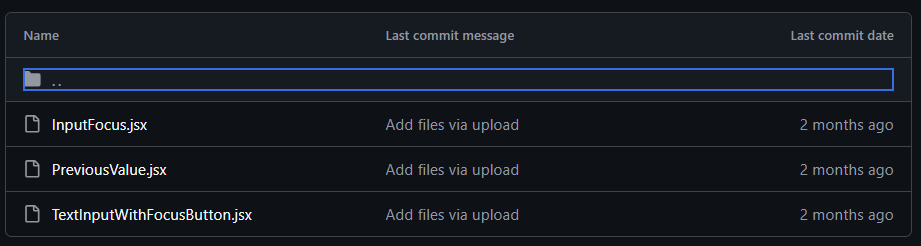 Name Last commit message Last commit date
..
InputFocus.jsx Add files via upload 2 months ago
PreviousValue.jsx Add files via upload 2 months ago
TextInputWithFocusButton.jsx Add files via upload 2 months ago